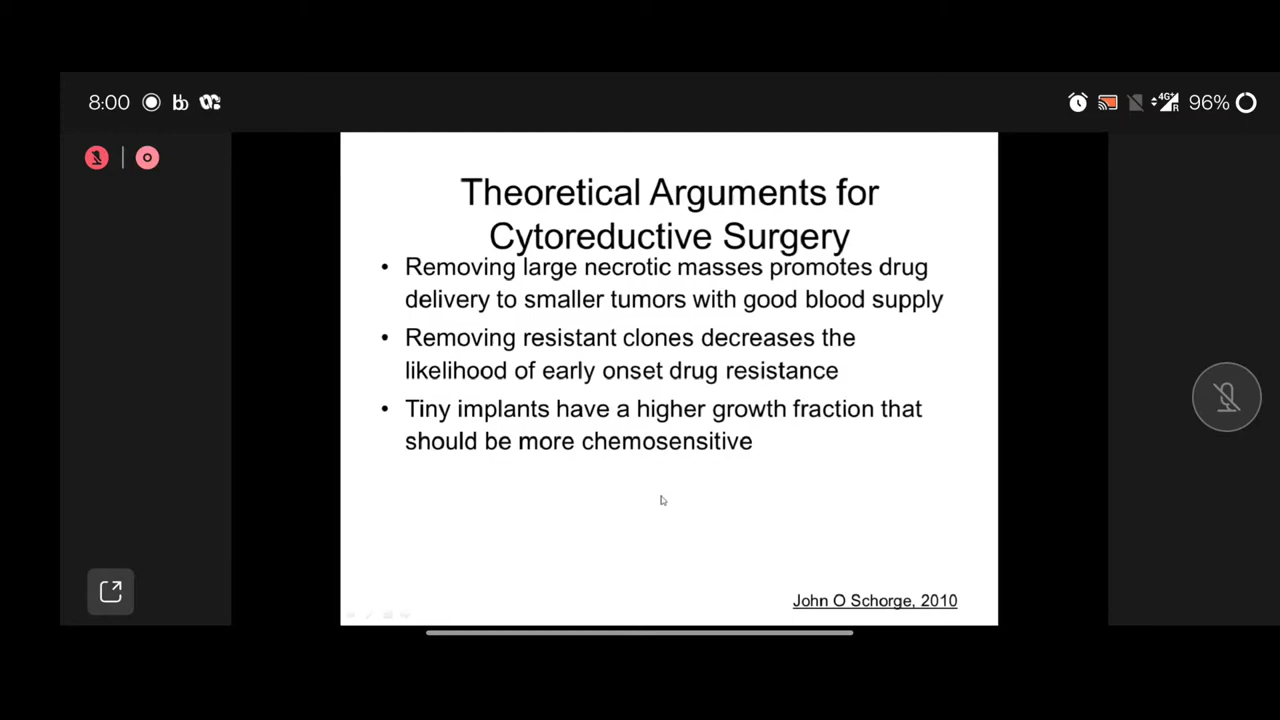 8:00
4G+
R
96%
Theoretical Arguments for
Cytoreductive Surgery
• Removing large necrotic masses promotes drug
delivery to smaller tumors with good blood supply
• Removing resistant clones decreases the
likelihood of early onset drug resistance
• Tiny implants have a higher growth fraction that
should be more chemosensitive
John O Schorge, 2010